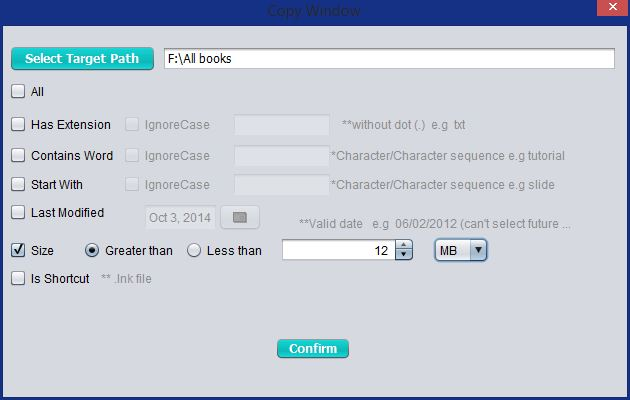 Copy Window
Select Target Path F:\All books
All
Has Extension IgnoreCase **without dot (.) e.g txt
Contains Word IgnoreCase *Character/Character sequence e.g tutorial
Start With IgnoreCase *Character/Character sequence e.g slide
Last Modified Oct 3, 2014 **Valid date e.g 06/02/2012 (can't select future ...
Size Greater than Less than 12 MB
Is Shortcut ** .lnk file
Confirm